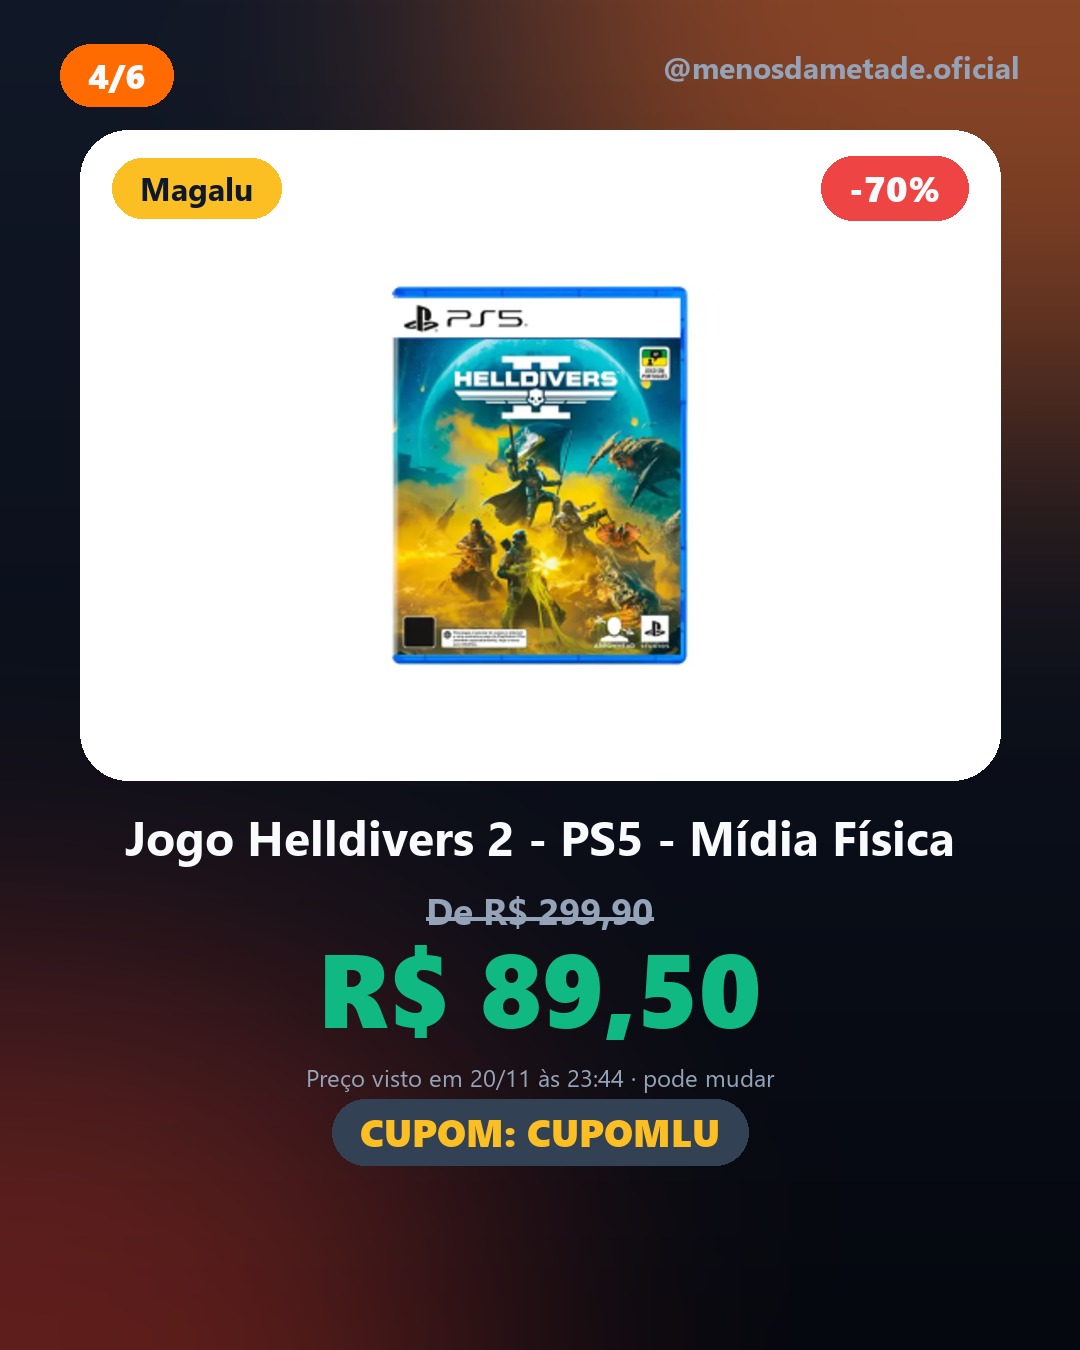 4/6
@menosdametade.oficial
Magalu
-70%
PS5
HELLDIVERS
II
Jogo Helldivers 2 - PS5 - Mídia Física
De R$ 299,90
R$ 89,50
Preço visto em 20/11 às 23:44 · pode mudar
CUPOM: CUPOMLU